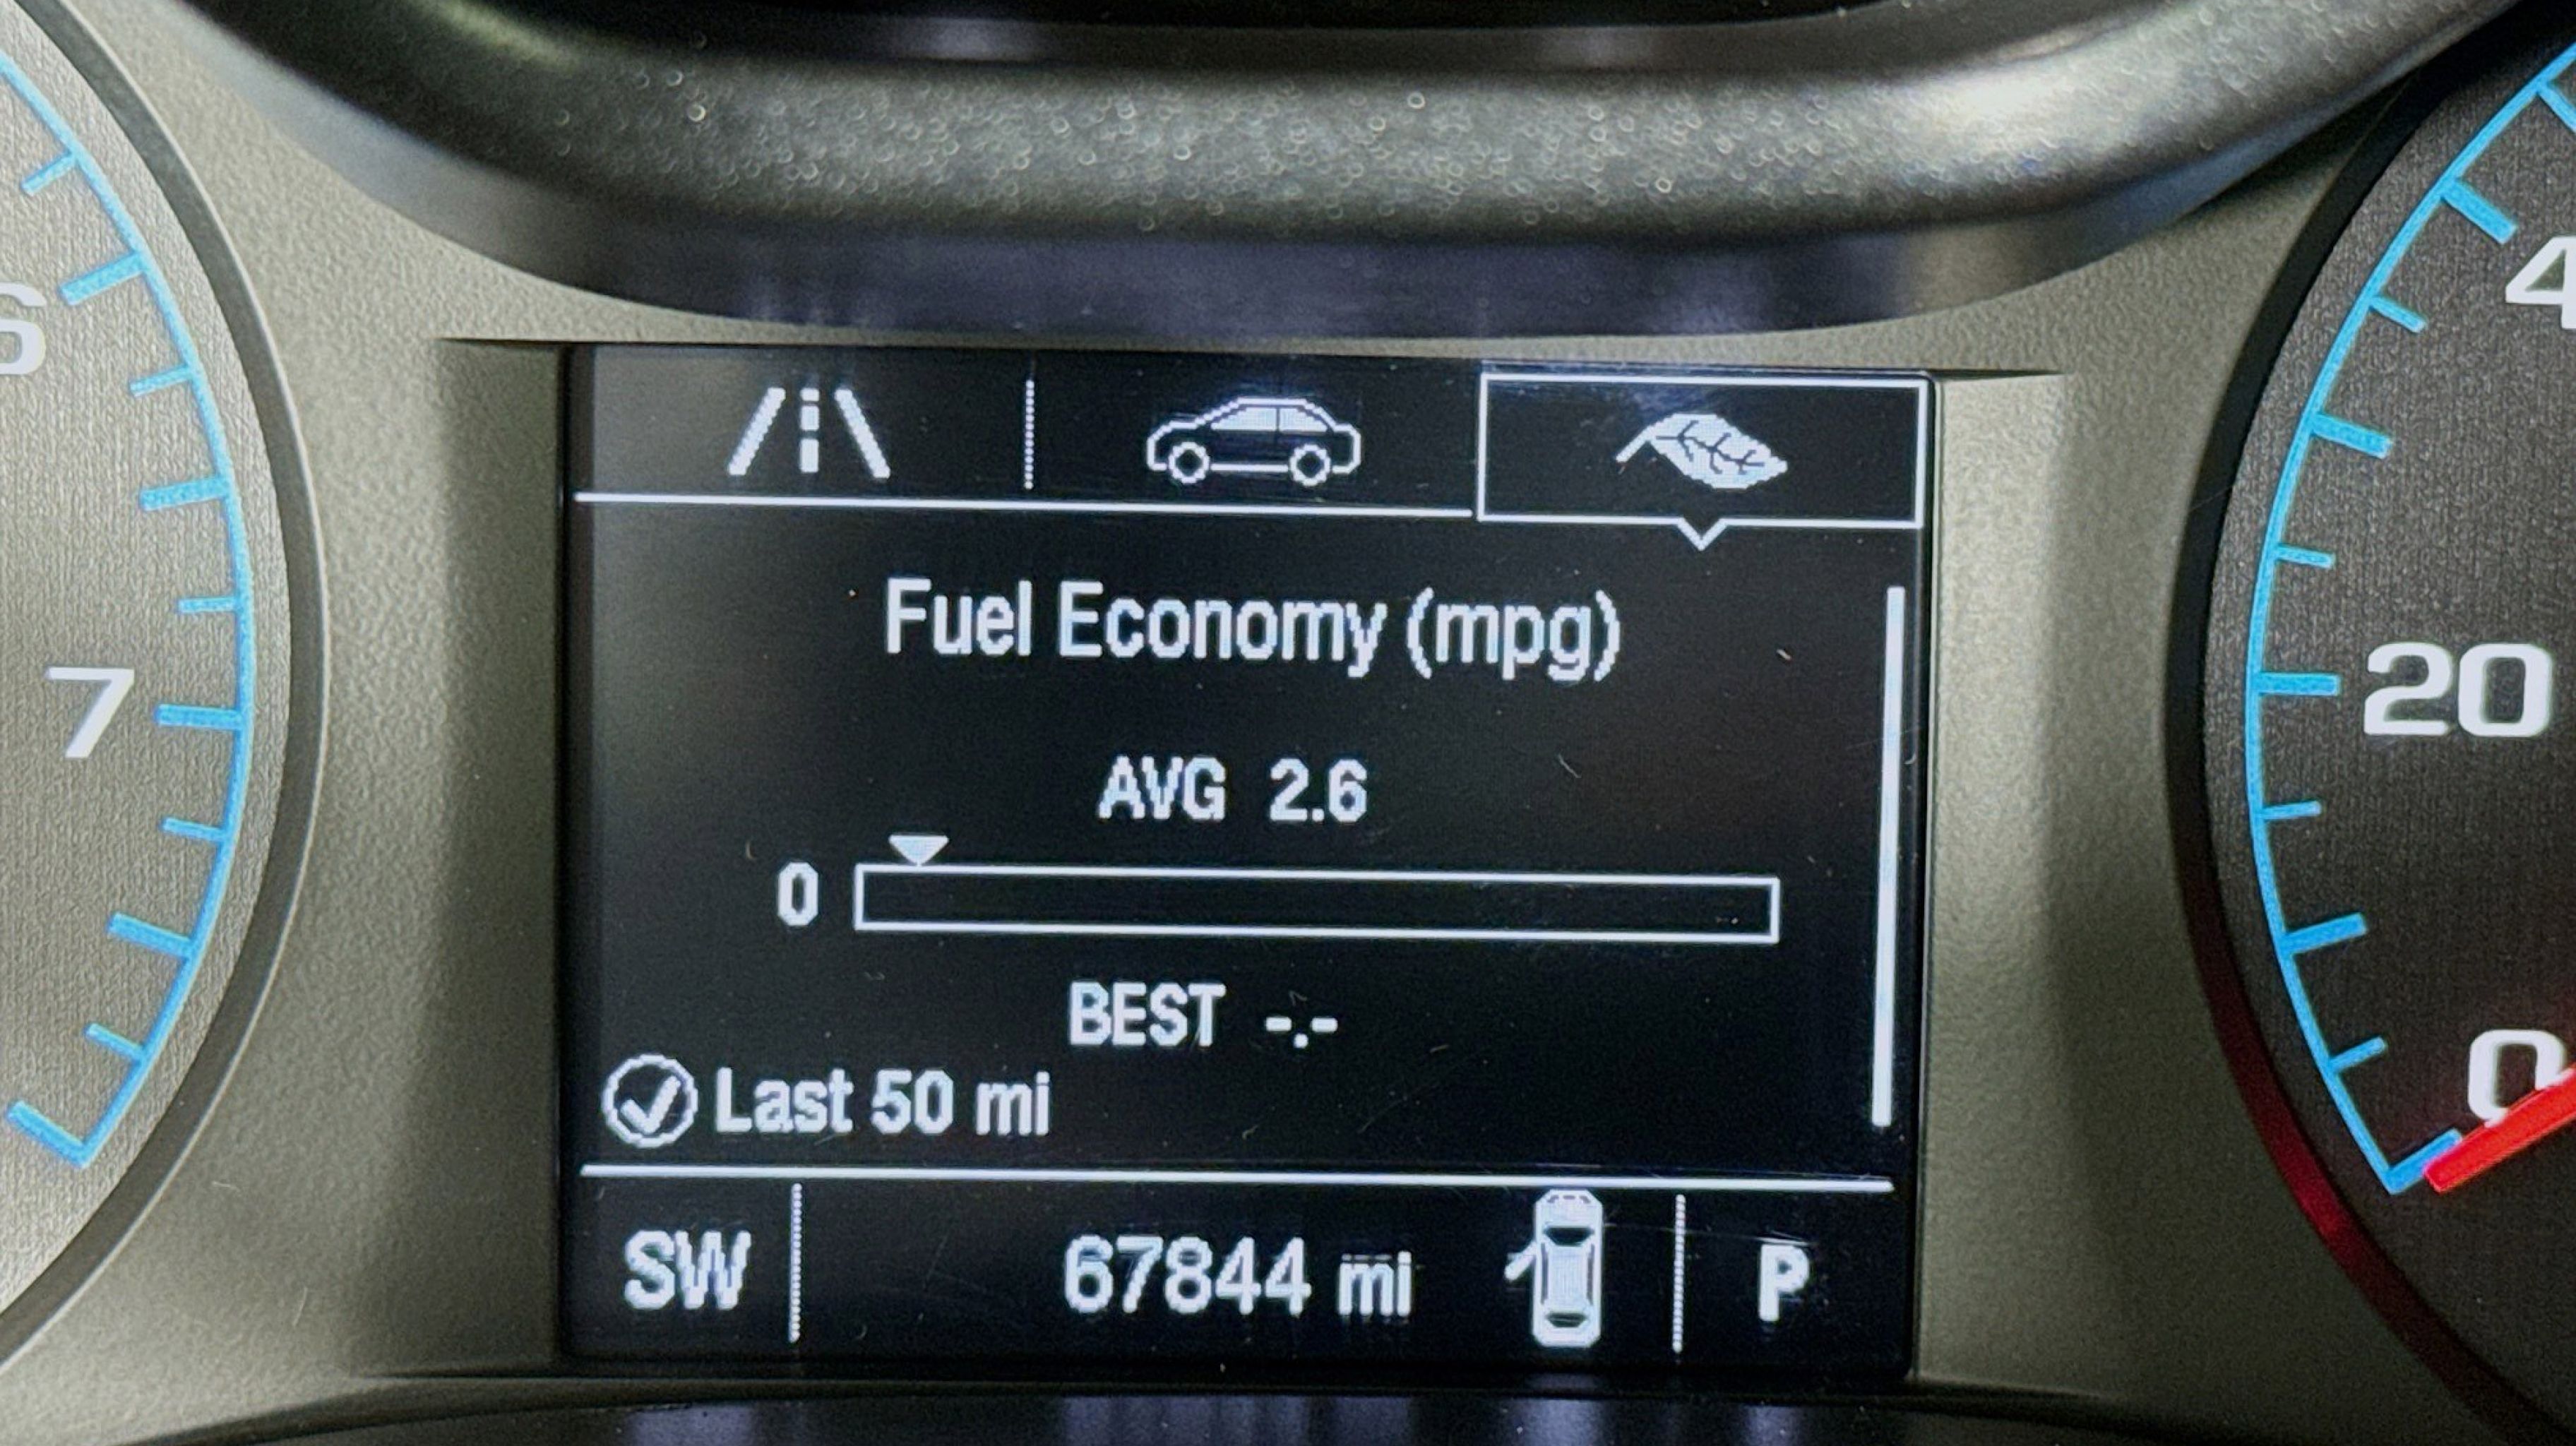 6
7
Fuel Economy (mpg)
AVG 2.6
0
BEST -.-
Last 50 mi
SW 67844 mi P
4
20
0